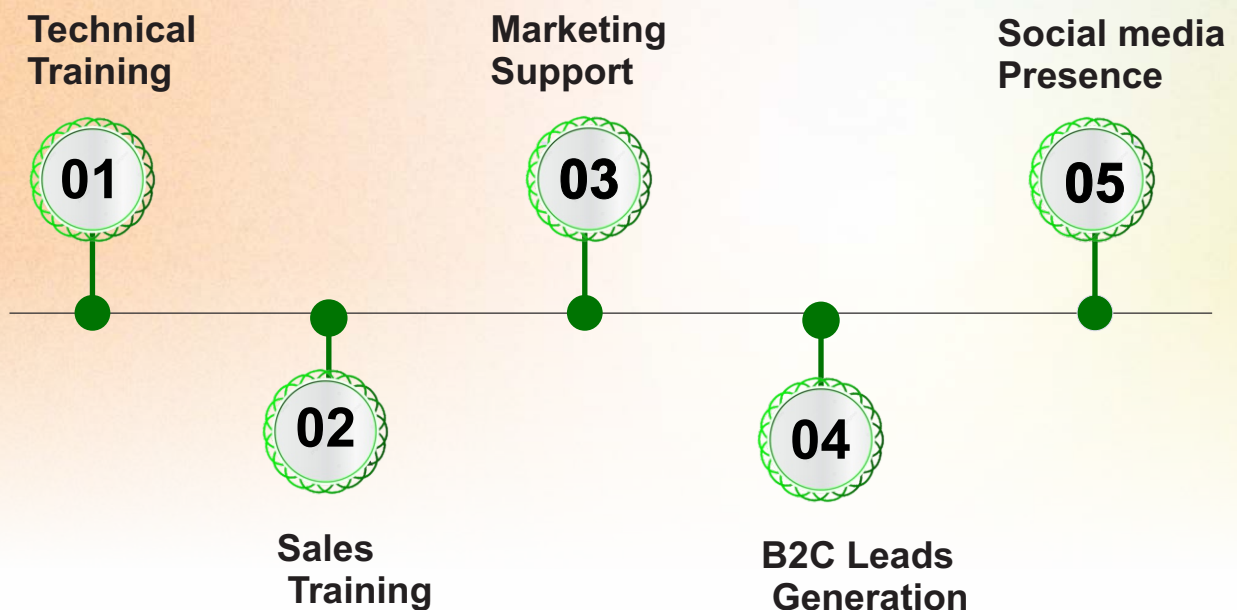 Technical
Training
01
Sales
Training
02
Marketing
Support
03
B2C Leads
Generation
04
Social media
Presence
05